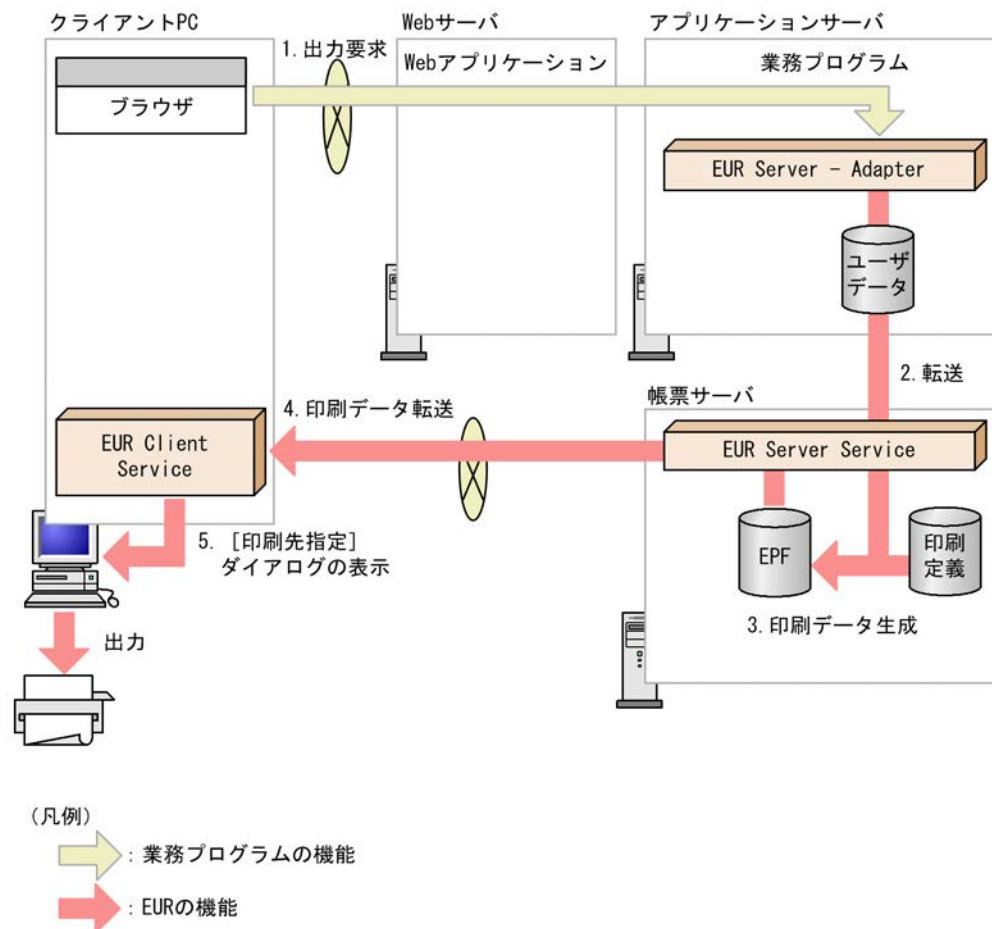 クライアントPC
Webサーバ
アプリケーションサーバ
1.出力要求
Webアプリケーション
業務プログラム
ブラウザ
EUR Server − Adapter
ユーザ
データ
2.転送
帳票サーバ
4.印刷データ転送
EUR Client
Service
EUR Server Service
5.［印刷先指定］
ダイアログの表示
EPF
印刷
定義
3.印刷データ生成
出力
（凡例）
：業務プログラムの機能
：EURの機能